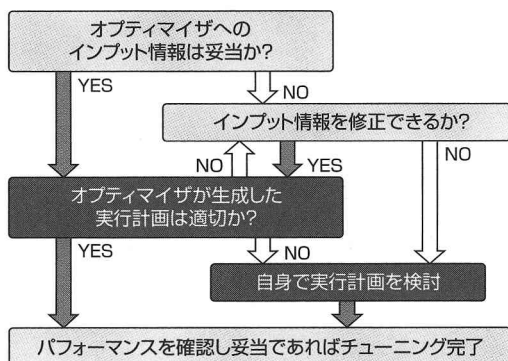 オプティマイザへの
インプット情報は妥当か?
YES
NO
インプット情報を修正できるか?
NO
YES
NO
オプティマイザが生成した
実行計画は適切か?
YES
NO
自身で実行計画を検討
パフォーマンスを確認し妥当であればチューニング完了